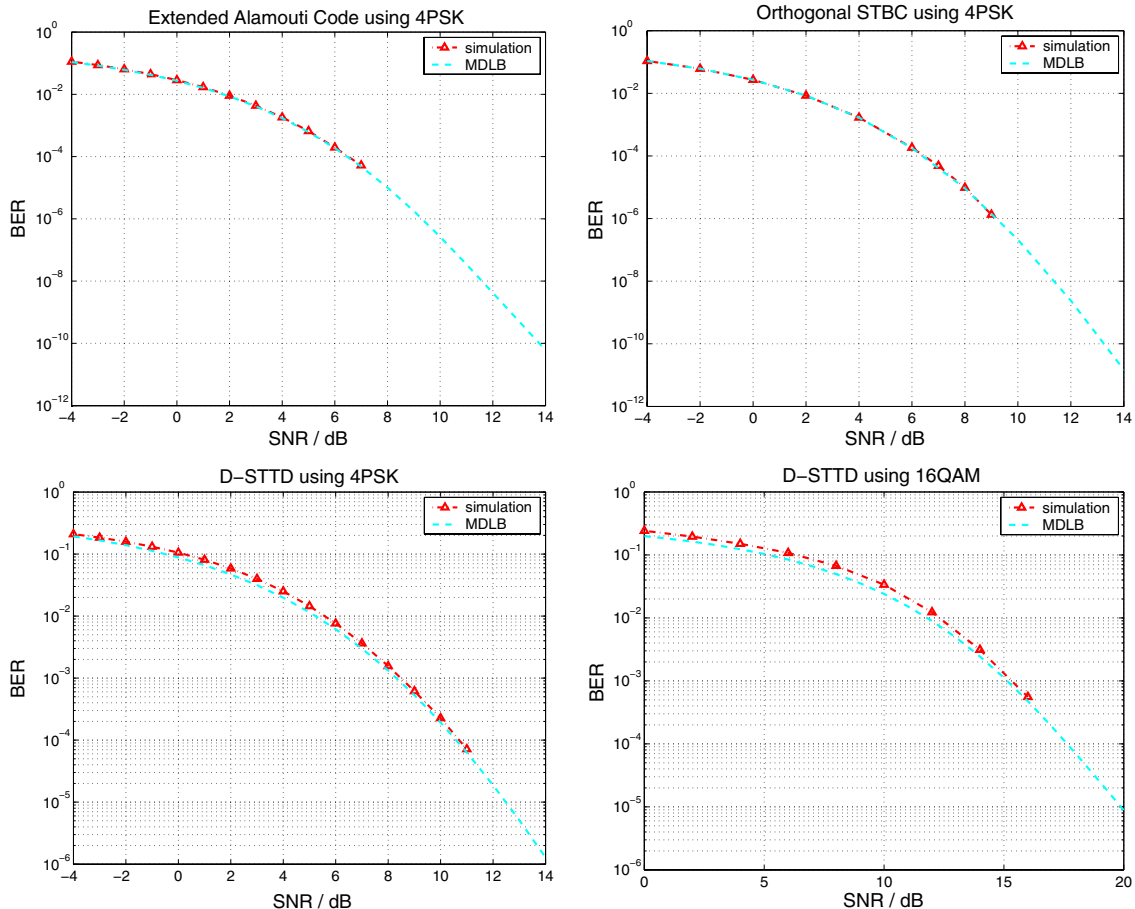 Extended Alamouti Code using 4PSK
simulation
MDLB
10^0
10^−2
10^−4
10^−6
10^−8
10^−10
10^−12
BER
−4 −2 0 2 4 6 8 10 12 14
SNR / dB
Orthogonal STBC using 4PSK
simulation
MDLB
10^0
10^−2
10^−4
10^−6
10^−8
10^−10
10^−12
BER
−4 −2 0 2 4 6 8 10 12 14
SNR / dB
D−STTD using 4PSK
simulation
MDLB
10^0
10^−1
10^−2
10^−3
10^−4
10^−5
10^−6
BER
−4 −2 0 2 4 6 8 10 12 14
SNR / dB
D−STTD using 16QAM
simulation
MDLB
10^0
10^−1
10^−2
10^−3
10^−4
10^−5
10^−6
BER
0 5 10 15 20
SNR / dB